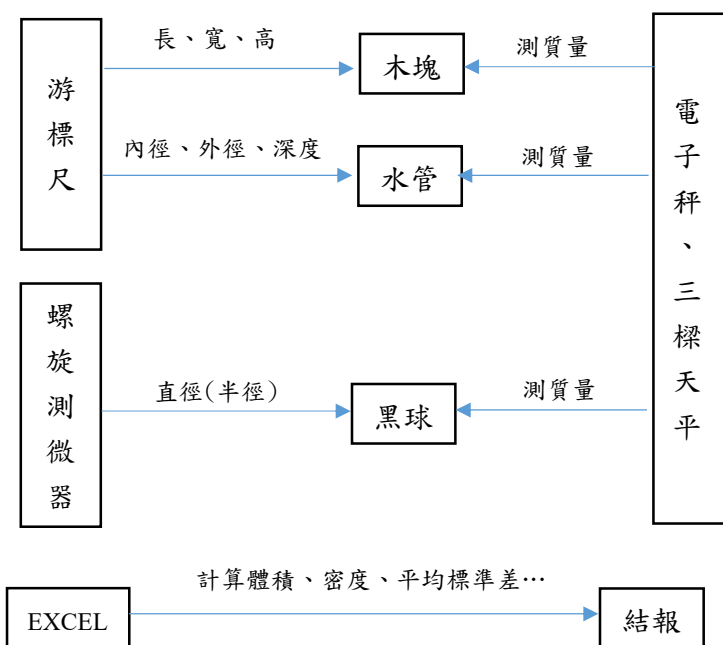 長、寬、高
木塊
測質量
游標尺
內徑、外徑、深度
水管
測質量
電子秤、三樑天平
螺旋測微器
直徑(半徑)
黑球
測質量
計算體積、密度、平均標準差…
EXCEL
結報